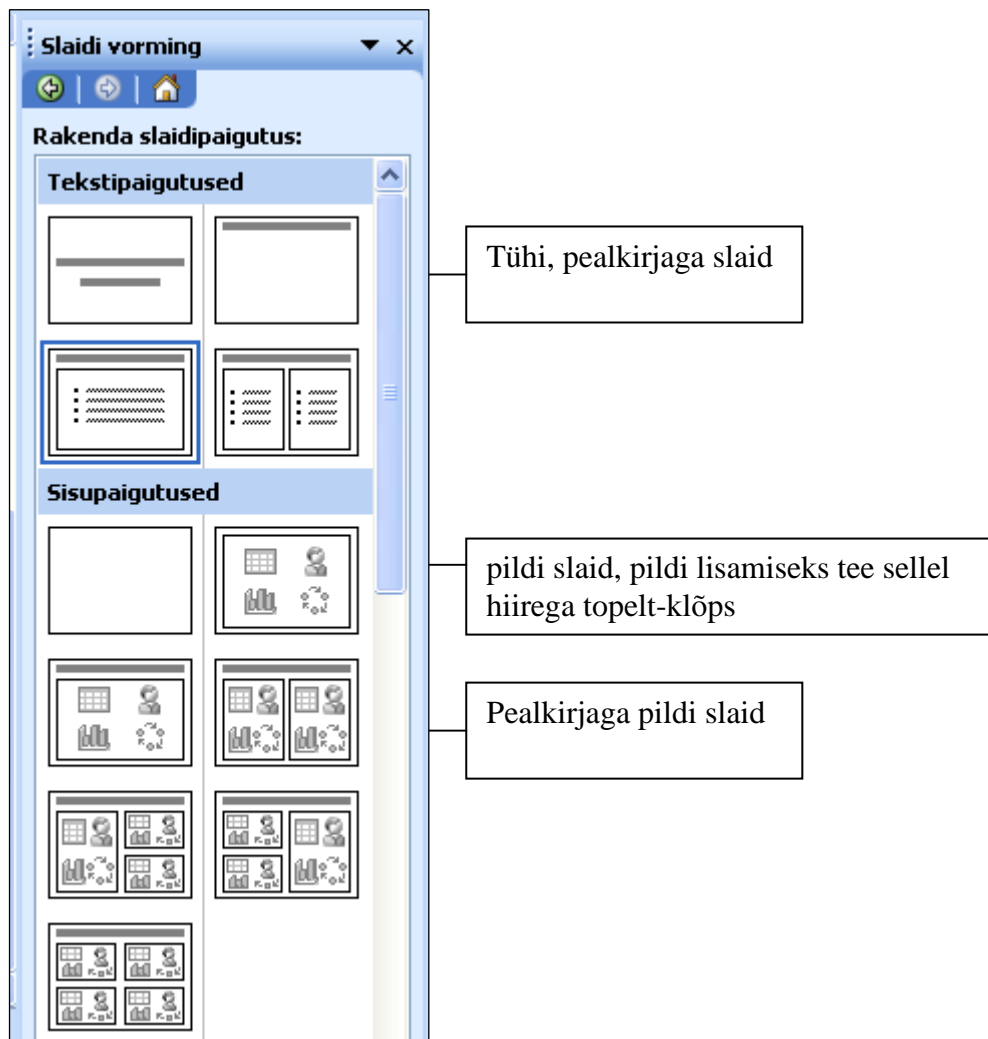 Slaidi vorming
Rakenda slaidipaigutus:
Tekstipaigutused
Tühi, pealkirjaga slaid
Sisupaigutused
pildi slaid, pildi lisamiseks tee sellel
hiirega topelt-klõps
Pealkirjaga pildi slaid